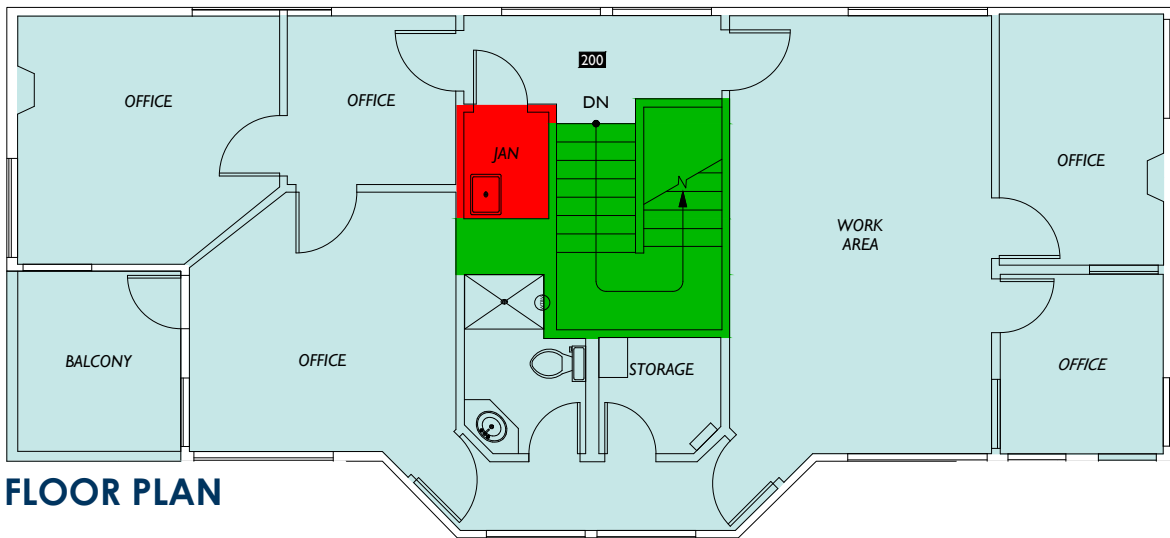 200
DN
OFFICE
OFFICE
JAN
OFFICE
N
WORK
AREA
BALCONY
OFFICE
STORAGE
OFFICE
FLOOR PLAN